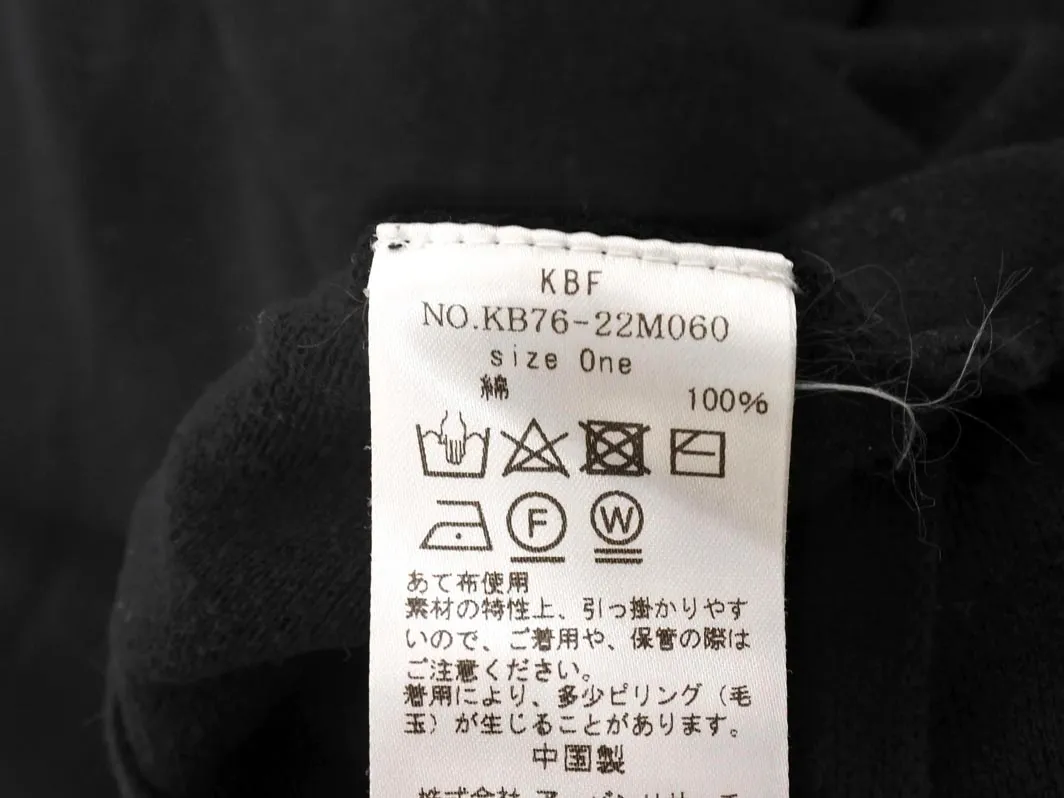 KBF
NO.KB76-22M060
size One
綿 100%
F W
あて布使用
素材の特性上、引っ掛かりやす
いので、ご着用や、保管の際は
ご注意ください。
着用により、多少ピリング（毛
玉）が生じることがあります。
中国製